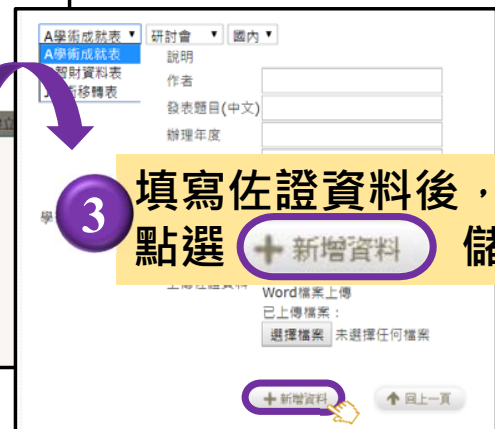 A學術成就表 研討會 國內
A學術成就表
智財資料表
移轉表
說明
作者
發表題目(中文)
辦理年度
3 填寫佐證資料後，
點選 + 新增資料 儲
學
Word檔案上傳
已上傳檔案：
選擇檔案 未選擇任何檔案
+ 新增資料 回上一頁